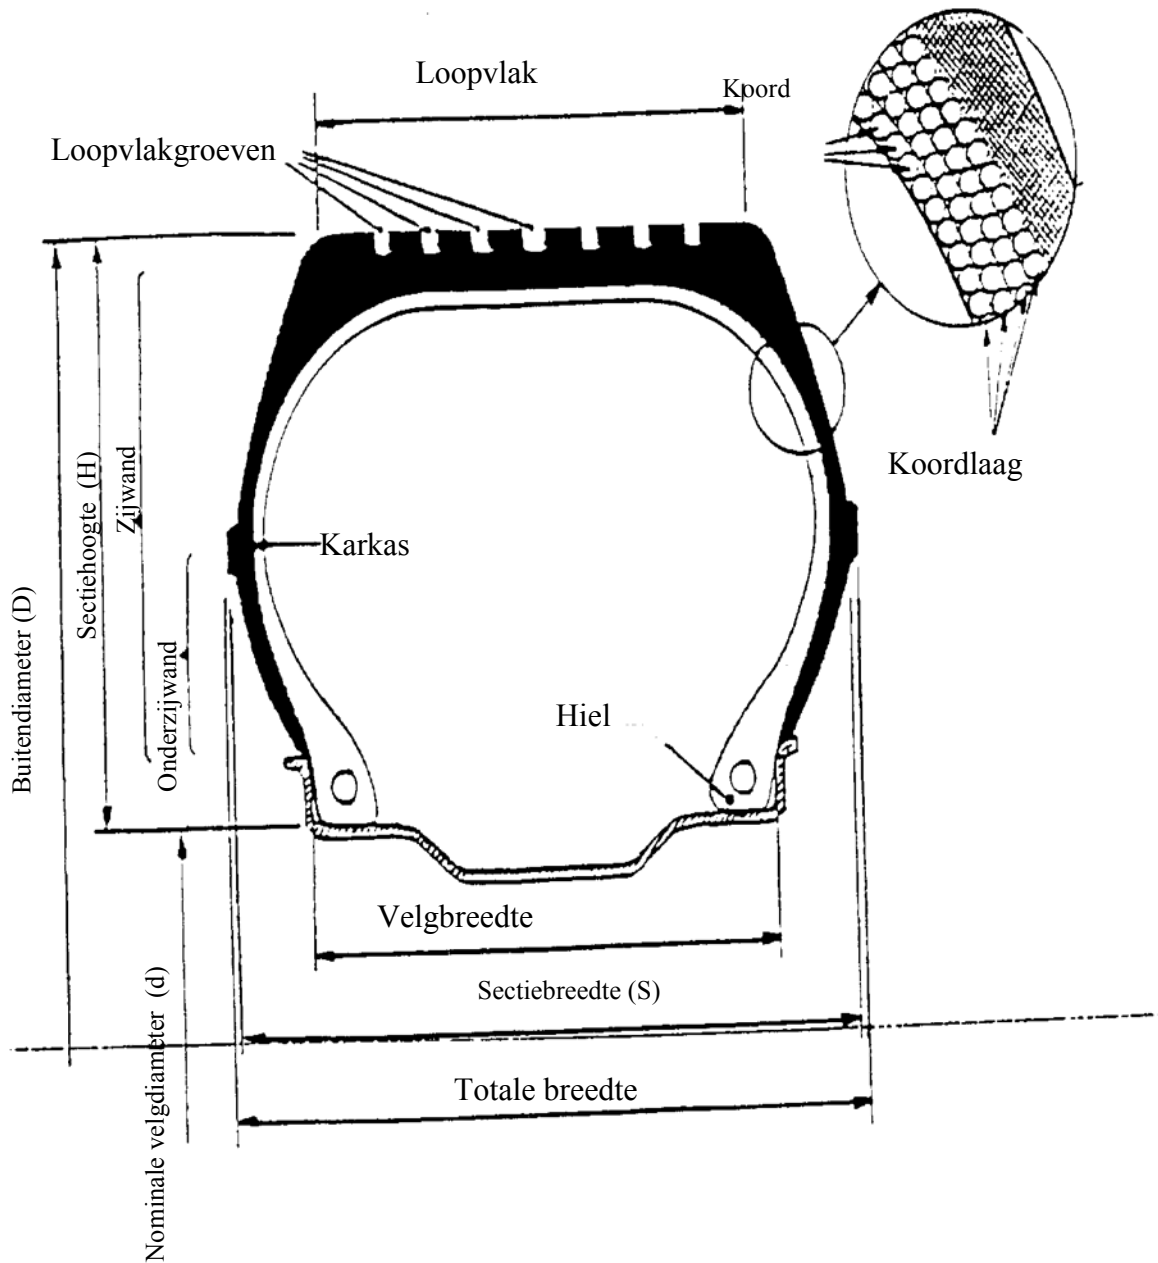 Loopvlak
Koord
Loopvlakgroeven
Koordlaag
Zijwand
Sectiehoogte (H)
Karkas
Buitendiameter (D)
Onderzijwand
Hiel
Velgbreedte
Sectiebreedte (S)
Nominale velgdiameter (d)
Totale breedte